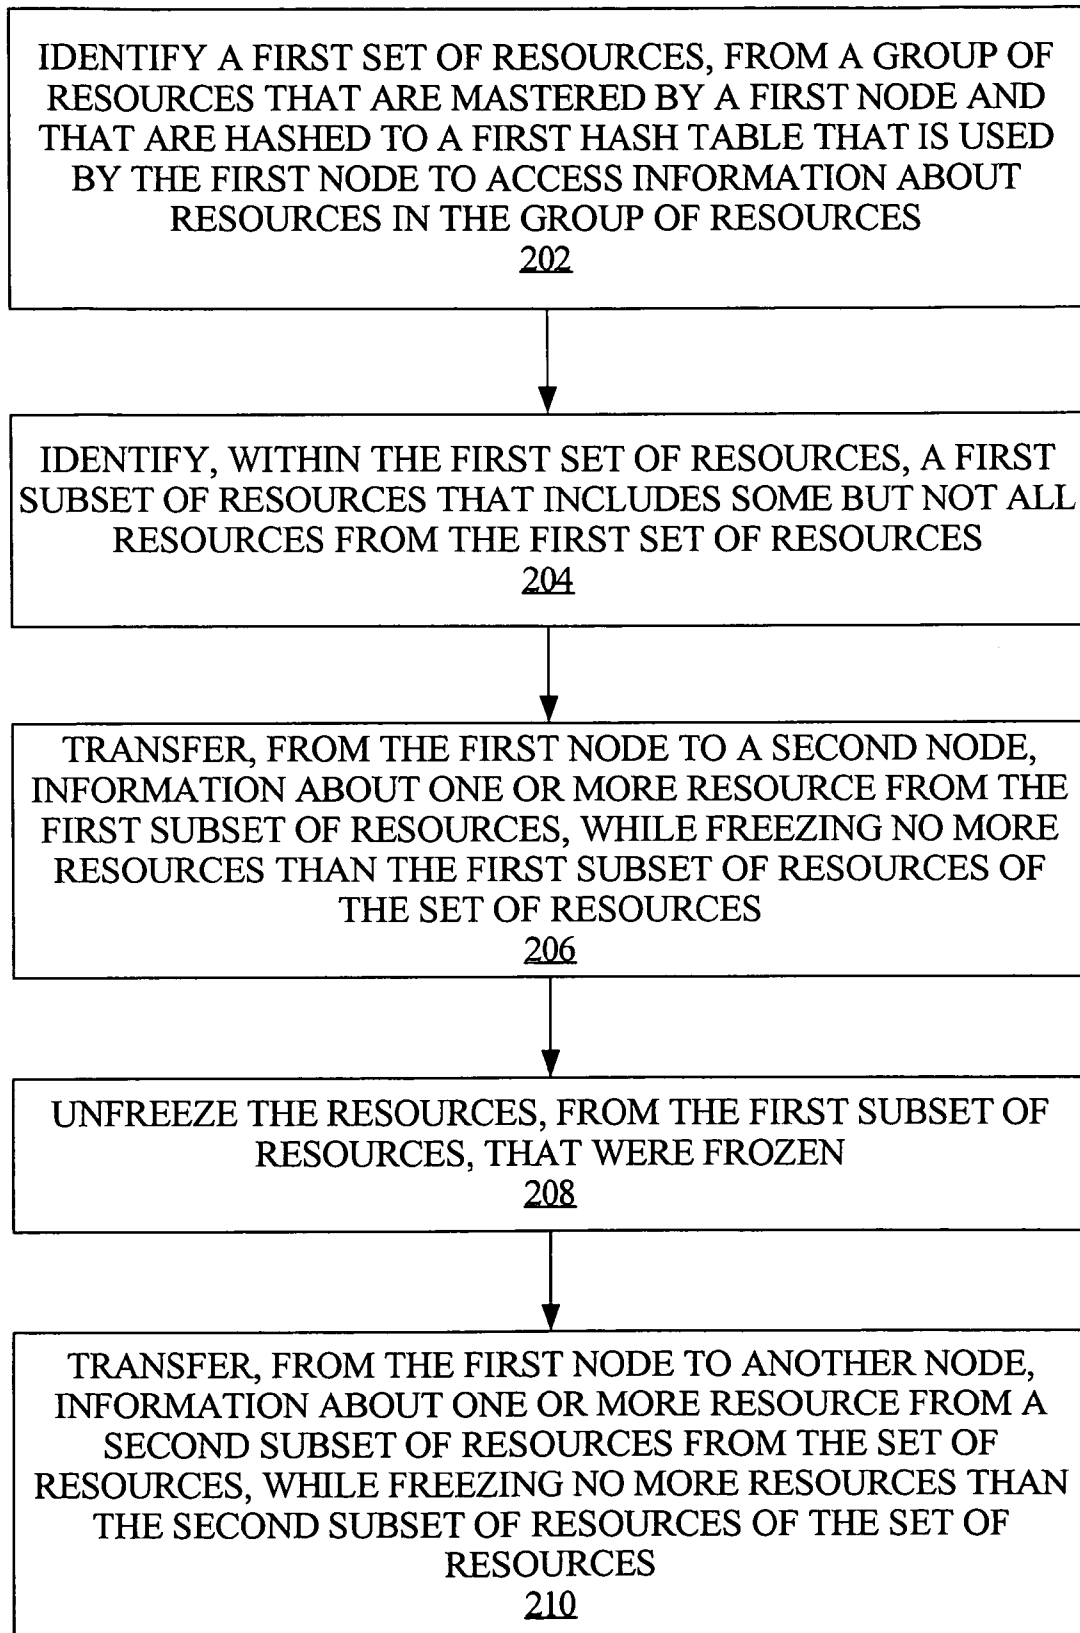 IDENTIFY A FIRST SET OF RESOURCES, FROM A GROUP OF
RESOURCES THAT ARE MASTERED BY A FIRST NODE AND
THAT ARE HASHED TO A FIRST HASH TABLE THAT IS USED
BY THE FIRST NODE TO ACCESS INFORMATION ABOUT
RESOURCES IN THE GROUP OF RESOURCES
202
IDENTIFY, WITHIN THE FIRST SET OF RESOURCES, A FIRST
SUBSET OF RESOURCES THAT INCLUDES SOME BUT NOT ALL
RESOURCES FROM THE FIRST SET OF RESOURCES
204
TRANSFER, FROM THE FIRST NODE TO A SECOND NODE,
INFORMATION ABOUT ONE OR MORE RESOURCE FROM THE
FIRST SUBSET OF RESOURCES, WHILE FREEZING NO MORE
RESOURCES THAN THE FIRST SUBSET OF RESOURCES OF
THE SET OF RESOURCES
206
UNFREEZE THE RESOURCES, FROM THE FIRST SUBSET OF
RESOURCES, THAT WERE FROZEN
208
TRANSFER, FROM THE FIRST NODE TO ANOTHER NODE,
INFORMATION ABOUT ONE OR MORE RESOURCE FROM A
SECOND SUBSET OF RESOURCES FROM THE SET OF
RESOURCES, WHILE FREEZING NO MORE RESOURCES THAN
THE SECOND SUBSET OF RESOURCES OF THE SET OF
RESOURCES
210